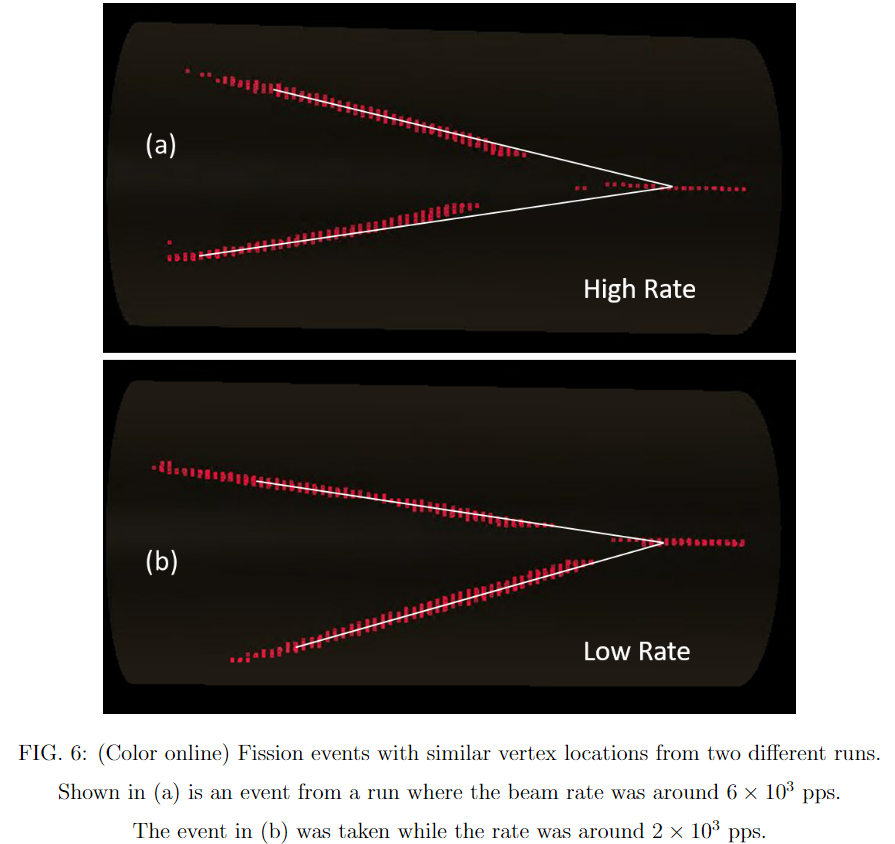 (a)
High Rate
(b)
Low Rate
FIG. 6: (Color online) Fission events with similar vertex locations from two different runs.
Shown in (a) is an event from a run where the beam rate was around 6 × 10³ pps.
The event in (b) was taken while the rate was around 2 × 10³ pps.